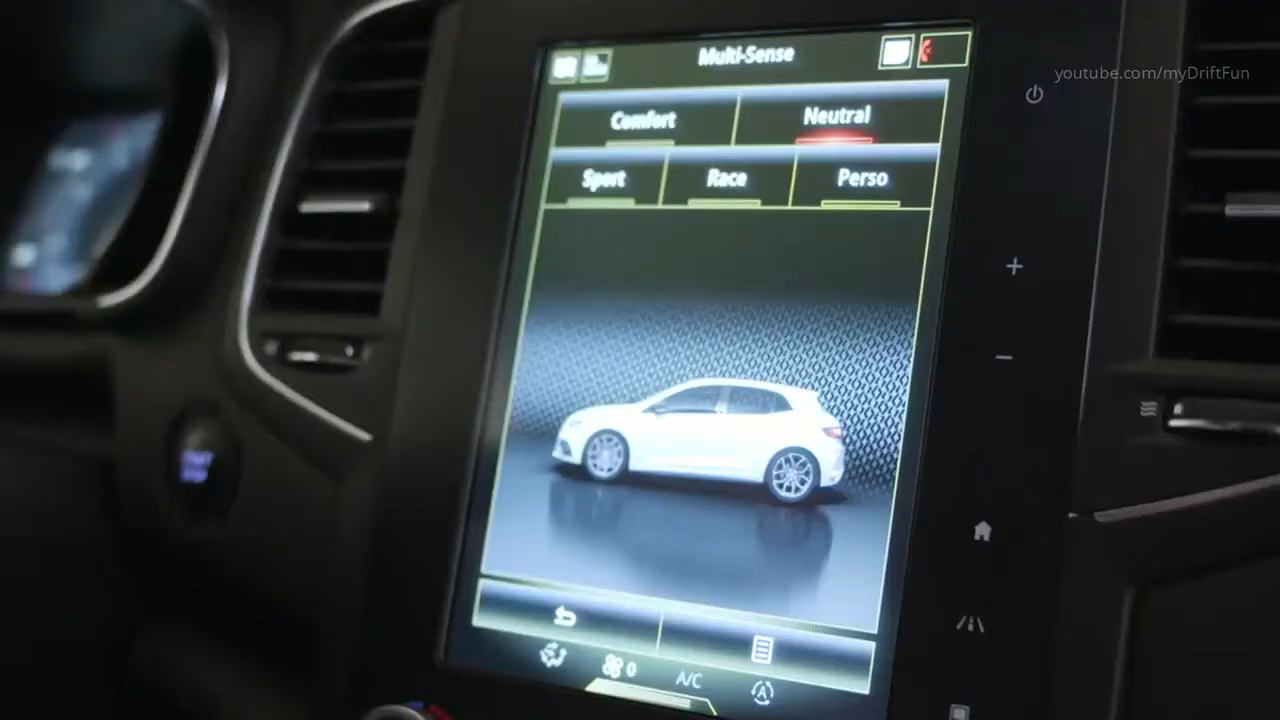 Multi-Sense
youtube.com/myDriftFun
Comfort
Neutral
Sport
Race
Perso
0
A/C
A